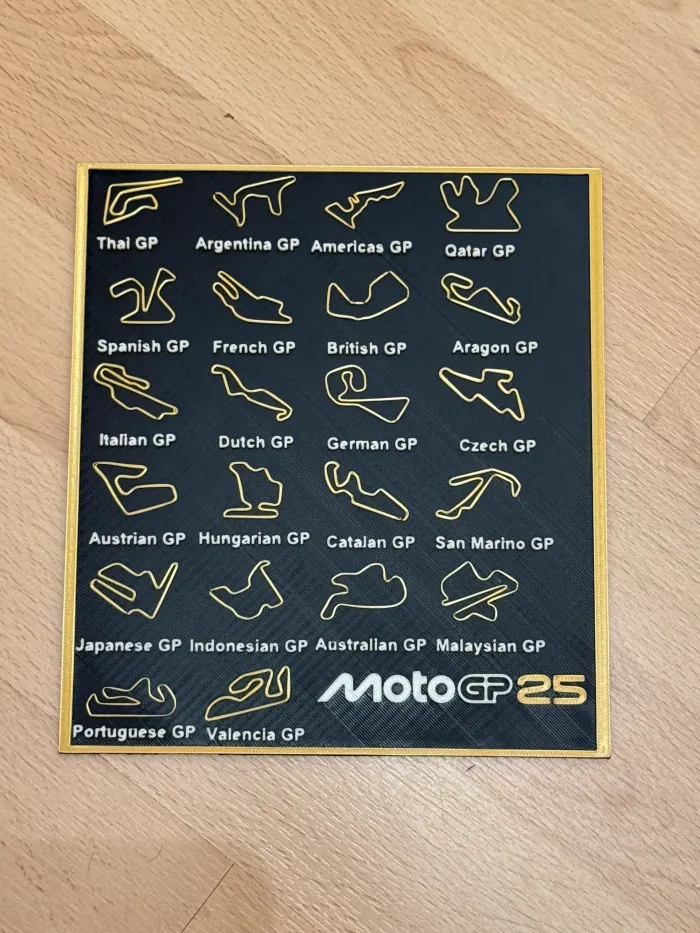 Thai GP
Argentina GP
Americas GP
Qatar GP
Spanish GP
French GP
British GP
Aragon GP
Italian GP
Dutch GP
German GP
Czech GP
Austrian GP
Hungarian GP
Catalan GP
San Marino GP
Japanese GP
Indonesian GP
Australian GP
Malaysian GP
MotoGP25
Portuguese GP
Valencia GP